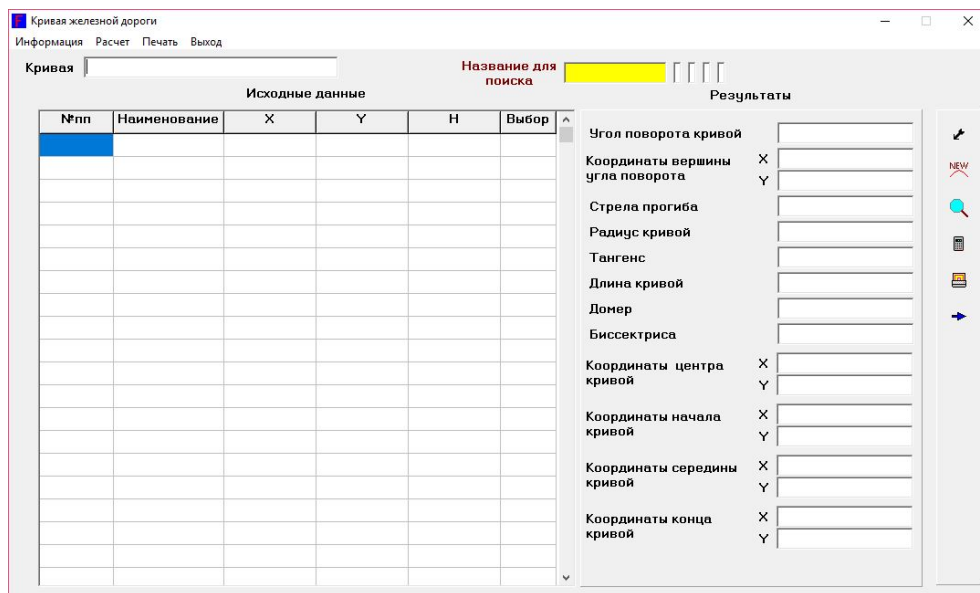 F Кривая железной дороги
Информация Расчет Печать Выход
Кривая
Название для
поиска
Исходные данные
Результаты
№пп Наименование X Y H Выбор
Угол поворота кривой
Координаты вершины
угла поворота
X
Y
Стрела прогиба
Радиус кривой
Тангенс
Длина кривой
Домер
Биссектриса
Координаты центра
кривой
X
Y
Координаты начала
кривой
X
Y
Координаты середины
кривой
X
Y
Координаты конца
кривой
X
Y
NEW